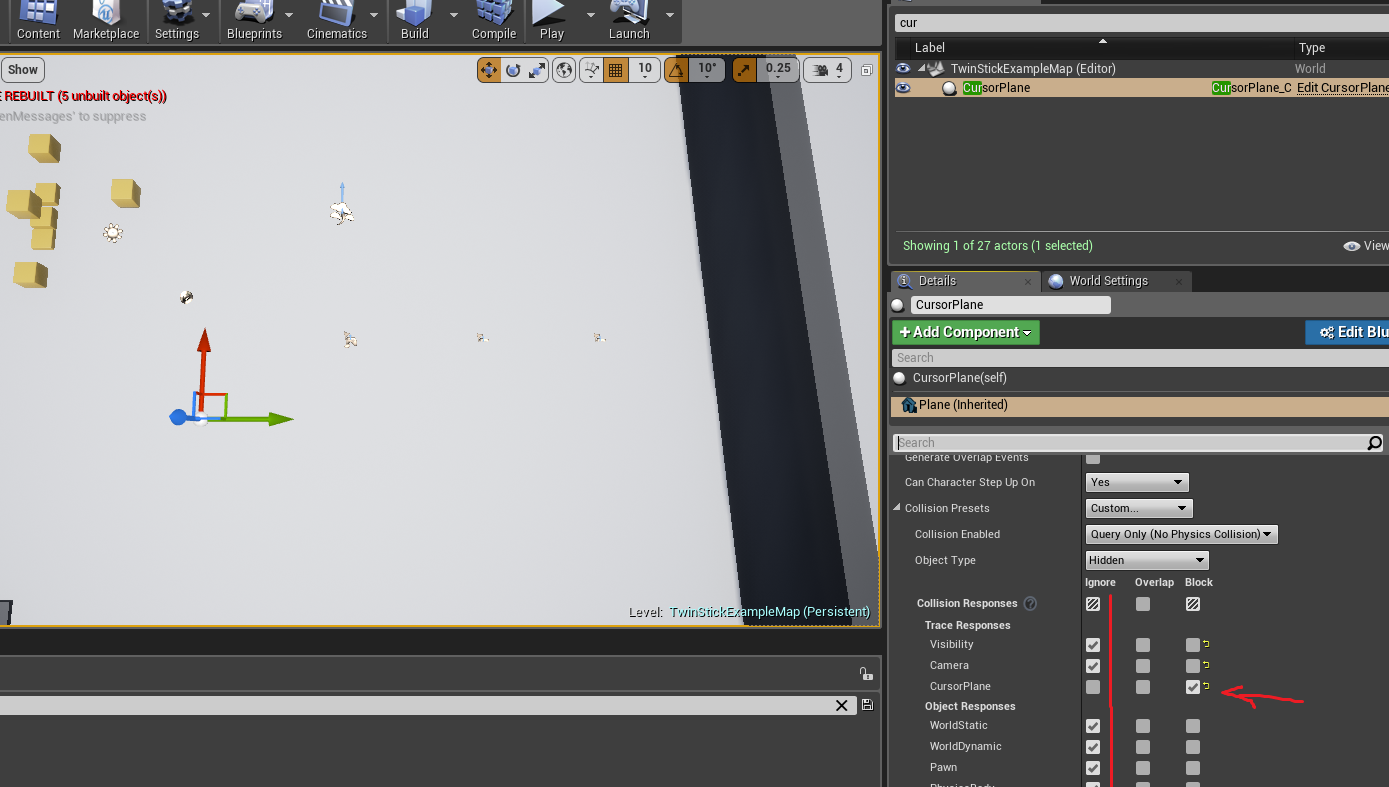 Content Marketplace Settings Blueprints Cinematics Build Compile Play Launch
Show
10 10° 0.25 4
E REBUILT (5 unbuilt object(s))
enMessages' to suppress
Level: TwinStickExampleMap (Persistent)
cur
Label Type
TwinStickExampleMap (Editor) World
CursorPlane CursorPlane_C Edit CursorPlane
Showing 1 of 27 actors (1 selected) View
Details World Settings
CursorPlane
+Add Component Edit Blu
Search
CursorPlane(self)
Plane (Inherited)
Search
Generate Overlap Events
Can Character Step Up On Yes
Collision Presets Custom...
Collision Enabled Query Only (No Physics Collision)
Object Type Hidden
Ignore Overlap Block
Collision Responses ?
Trace Responses
Visibility
Camera
CursorPlane
Object Responses
WorldStatic
WorldDynamic
Pawn
PhysicsBody